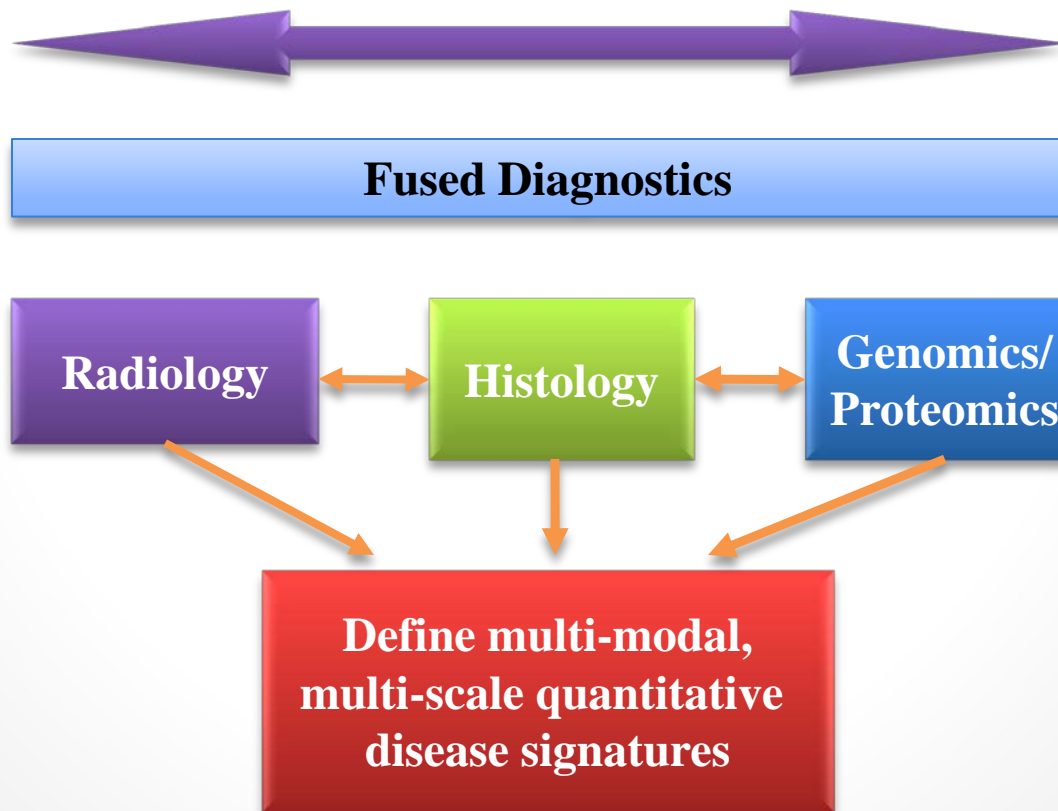 Fused Diagnostics
Radiology
Histology
Genomics/
Proteomics
Define multi-modal,
multi-scale quantitative
disease signatures